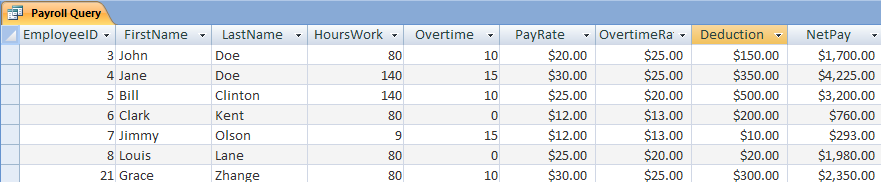 Payroll Query
EmployeeID FirstName LastName HoursWork Overtime PayRate OvertimeRa Deduction NetPay
3 John Doe 80 10 $20.00 $25.00 $150.00 $1,700.00
4 Jane Doe 140 15 $30.00 $25.00 $350.00 $4,225.00
5 Bill Clinton 140 10 $25.00 $20.00 $500.00 $3,200.00
6 Clark Kent 80 0 $12.00 $13.00 $200.00 $760.00
7 Jimmy Olson 9 15 $12.00 $13.00 $10.00 $293.00
8 Louis Lane 80 0 $25.00 $20.00 $20.00 $1,980.00
21 Grace Zhange 80 10 $30.00 $25.00 $300.00 $2,350.00